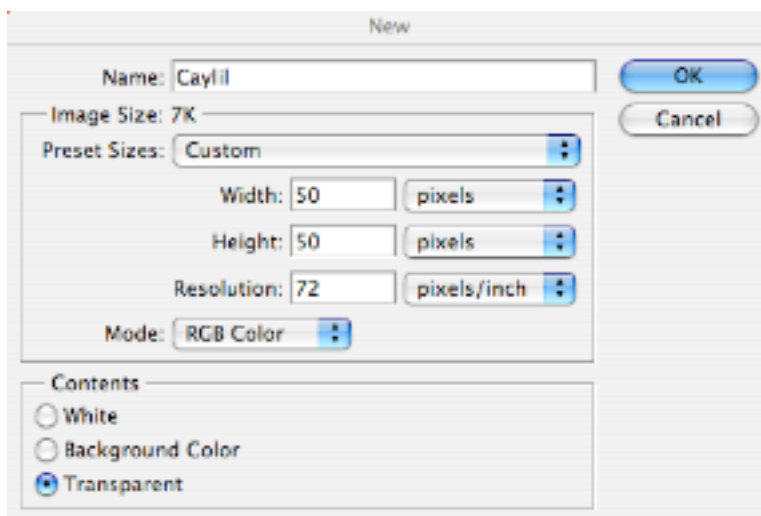 New
Name: Caylil
OK
Image Size: 7K
Cancel
Preset Sizes: Custom
Width: 50 pixels
Height: 50 pixels
Resolution: 72 pixels/inch
Mode: RGB Color
Contents
White
Background Color
Transparent